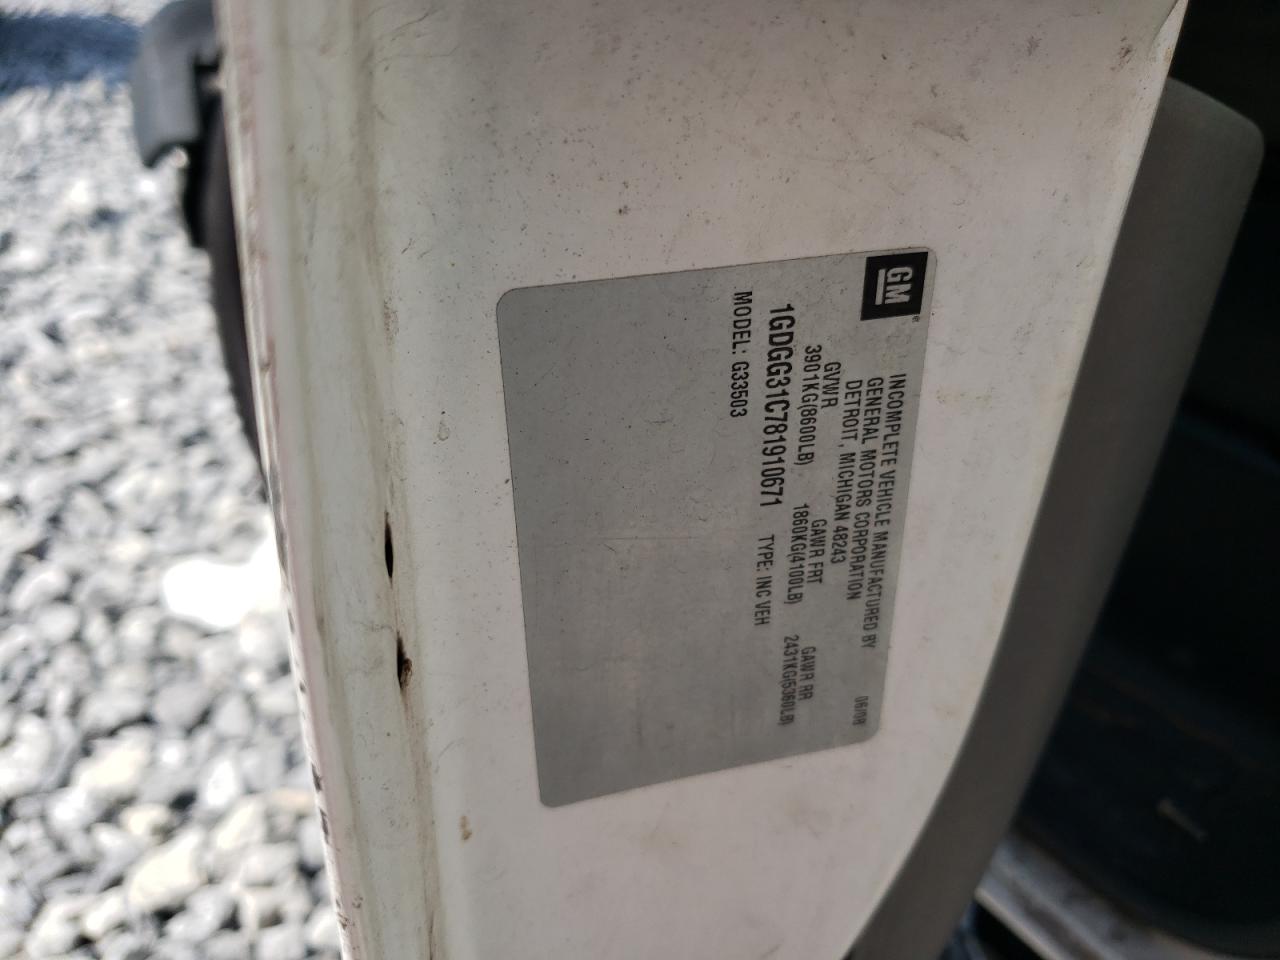 GM®
INCOMPLETE VEHICLE MANUFACTURED BY
GENERAL MOTORS CORPORATION
DETROIT, MICHIGAN 48243
06/08
GVWR GAWR FRT GAWR RR
3901KG(8600LB) 1860KG(4100LB) 2431KG(5360LB)
1GDGG31C781910671 TYPE: INC VEH
MODEL: G33503